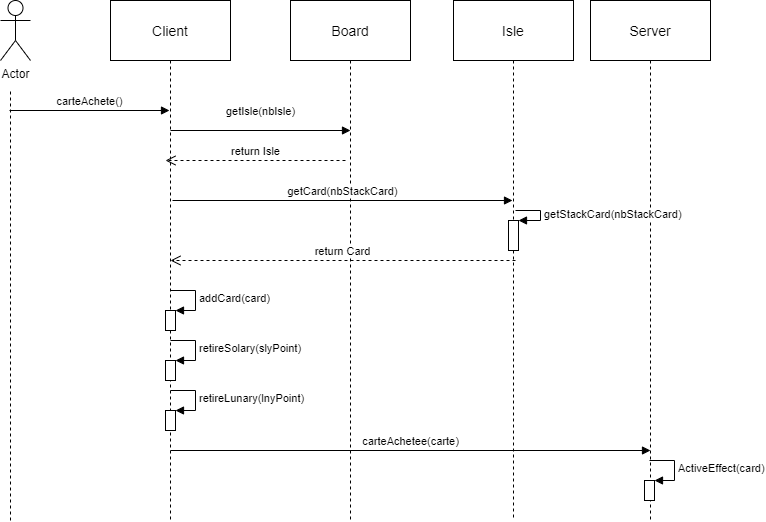 Client
Board
Isle
Server
Actor
carteAchete()
getIsle(nbIsle)
return Isle
getCard(nbStackCard)
getStackCard(nbStackCard)
return Card
addCard(card)
retireSolary(slyPoint)
retireLunary(lnyPoint)
carteAchetee(carte)
ActiveEffect(card)